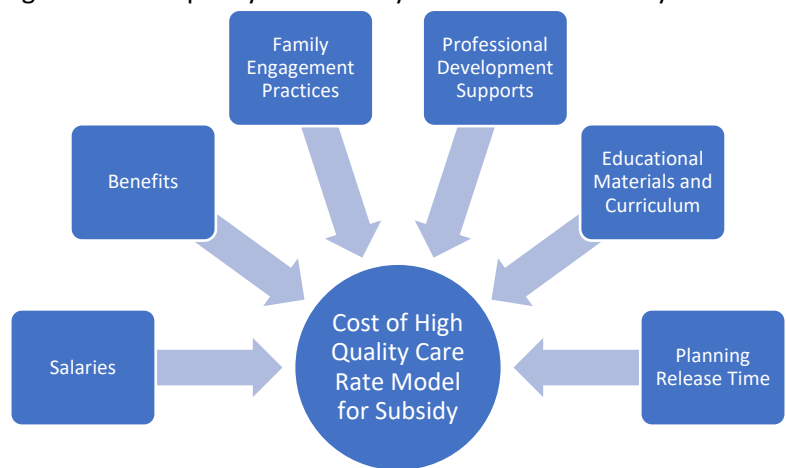 Family
Engagement
Practices
Professional
Development
Supports
Benefits
Educational
Materials and
Curriculum
Salaries
Cost of High
Quality Care
Rate Model
for Subsidy
Planning
Release Time